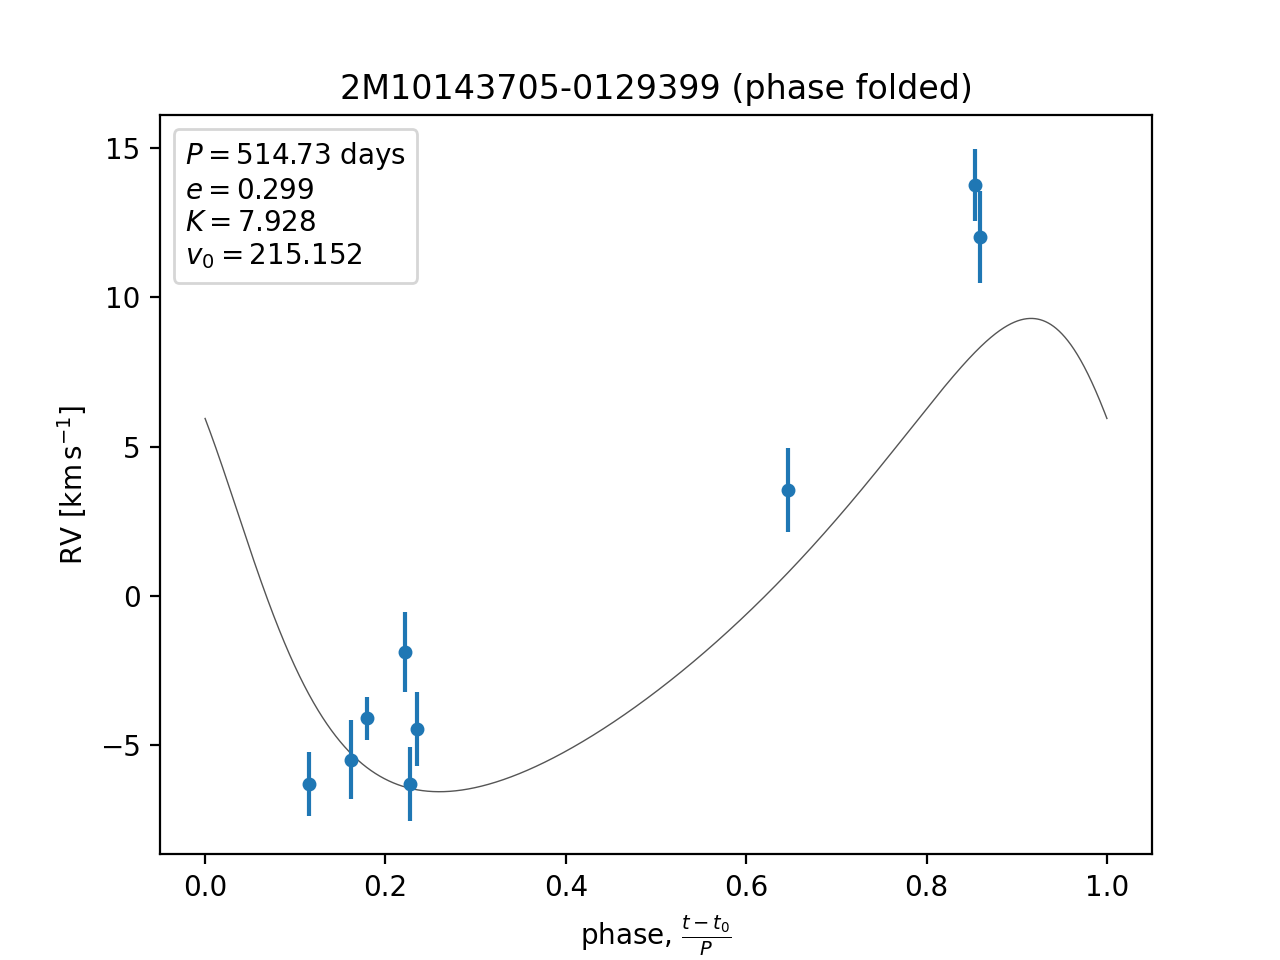 2M10143705-0129399 (phase folded)
P = 514.73 days
e = 0.299
K = 7.928
v₀ = 215.152
15
10
5
0
−5
RV [km s⁻¹]
0.0 0.2 0.4 0.6 0.8 1.0
phase, (t − t₀)/P